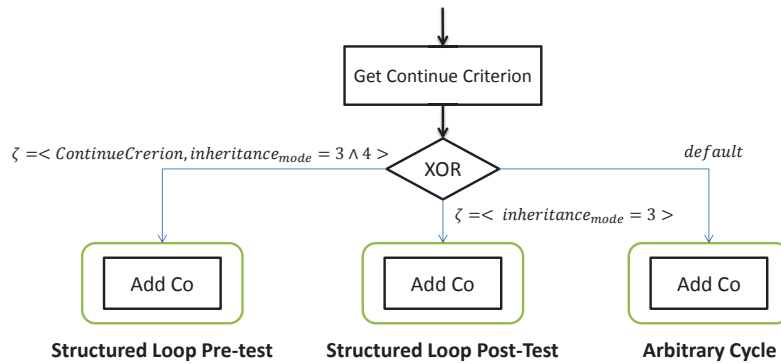 Get Continue Criterion
ζ =< ContinueCrerion, inheritance_mode = 3 ∧ 4 >
XOR
default
ζ =< inheritance_mode = 3 >
Add Co
Add Co
Add Co
Structured Loop Pre-test
Structured Loop Post-Test
Arbitrary Cycle